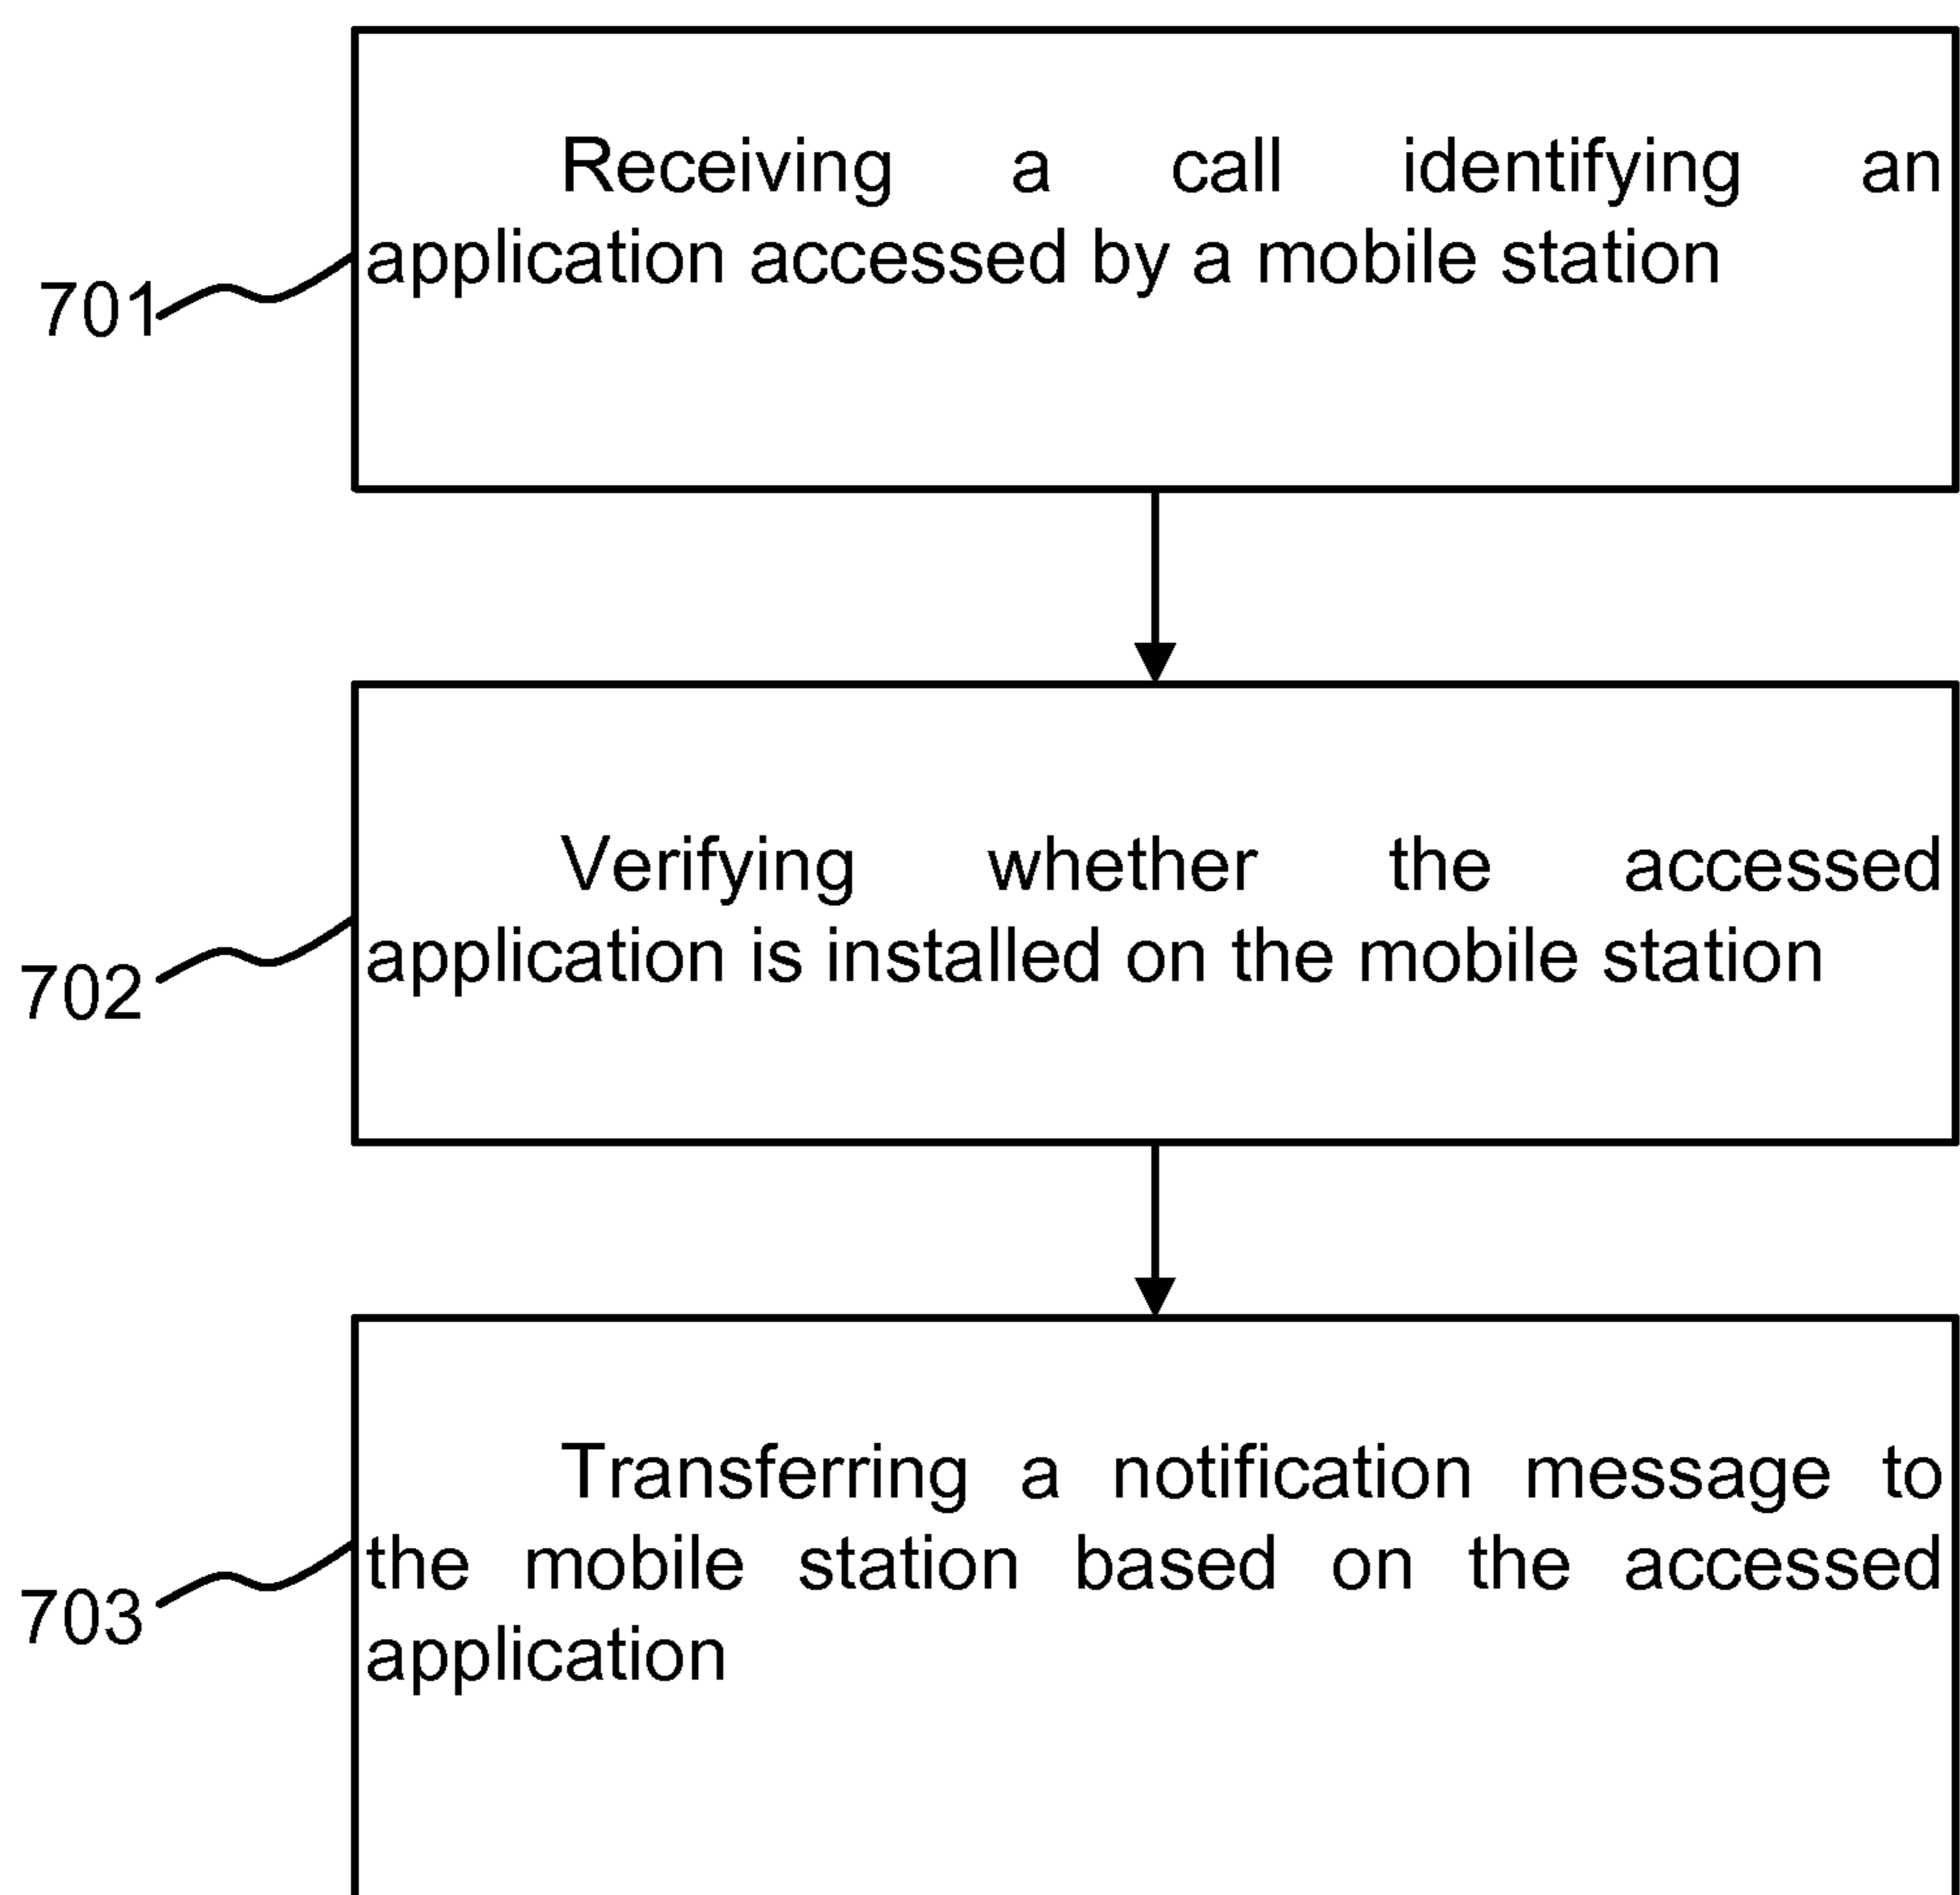 Receiving a call identifying an
application accessed by a mobile station
701
Verifying whether the accessed
application is installed on the mobile station
702
Transferring a notification message to
the mobile station based on the accessed
application
703